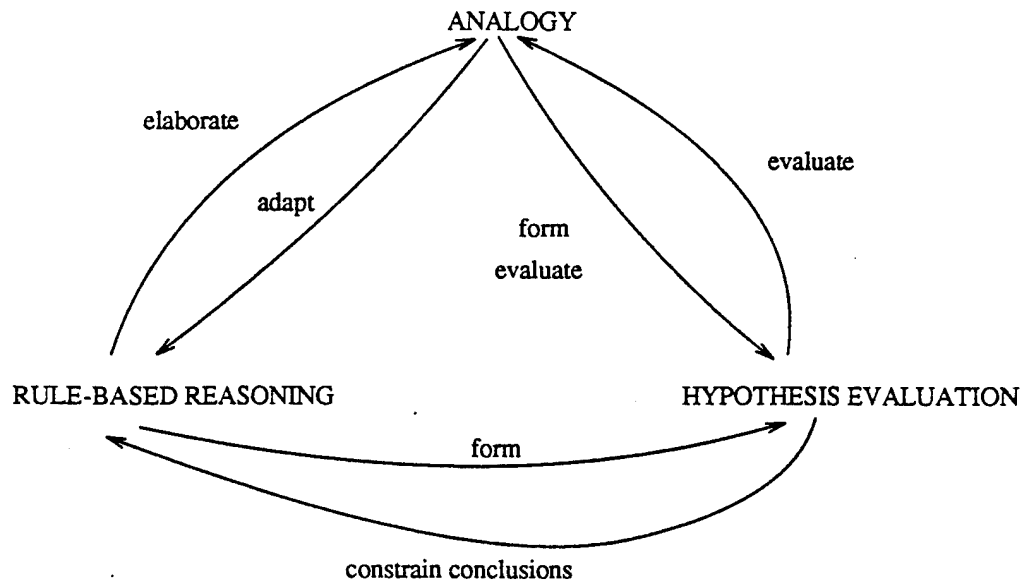 ANALOGY
elaborate
evaluate
adapt
form
evaluate
RULE-BASED REASONING
HYPOTHESIS EVALUATION
form
constrain conclusions